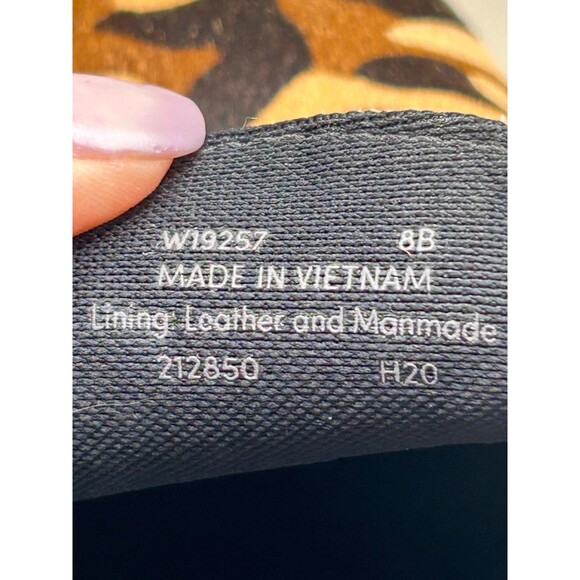 W19257 8B
MADE IN VIETNAM
Lining: Leather and Manmade
212850 H20